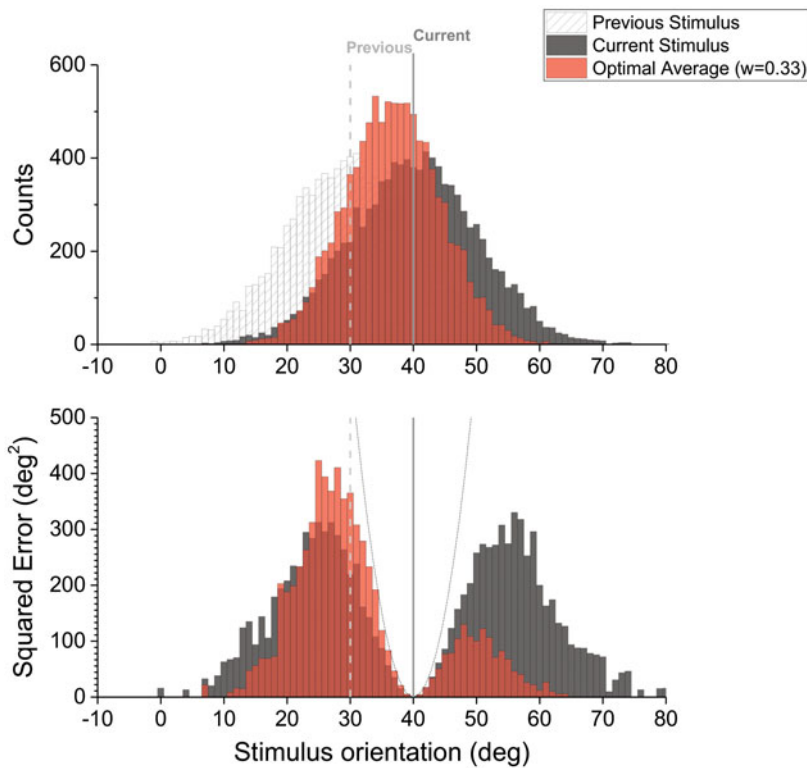 Previous Stimulus
Current Stimulus
Optimal Average (w=0.33)
Current
Previous
600
400
200
0
Counts
-10 0 10 20 30 40 50 60 70 80
500
400
300
200
100
0
Squared Error (deg²)
-10 0 10 20 30 40 50 60 70 80
Stimulus orientation (deg)